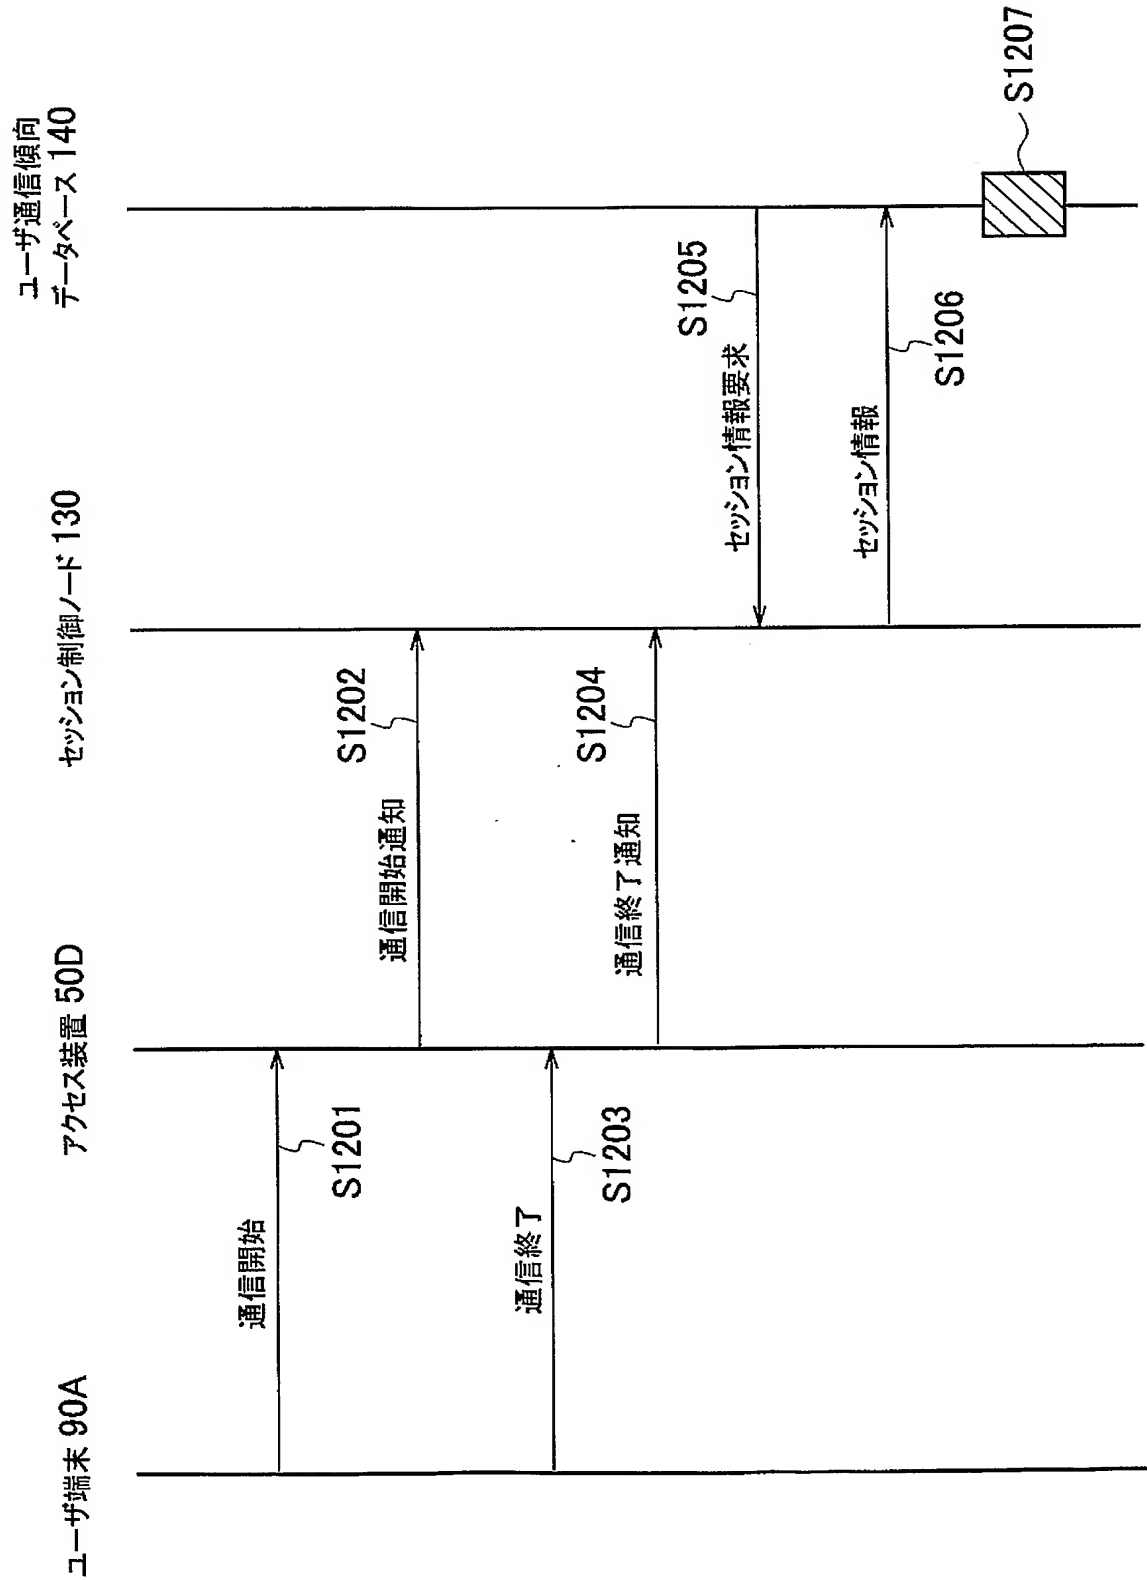 ユーザ端末 90A
アクセス装置 50D
セッション制御ノード 130
ユーザ通信傾向
データベース 140
通信開始
S1201
通信開始通知
S1202
通信終了
S1203
通信終了通知
S1204
セッション情報要求
S1205
セッション情報
S1206
S1207